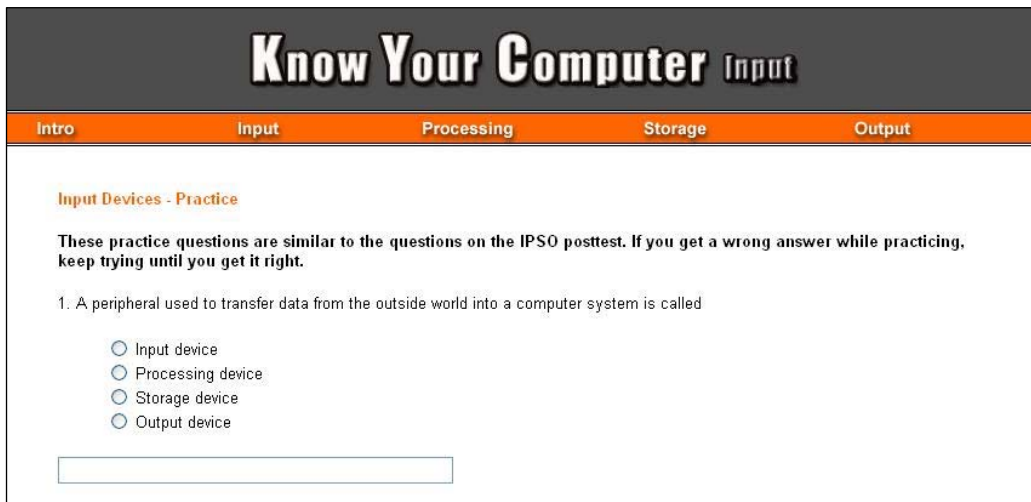 Know Your Computer Input
Intro Input Processing Storage Output
Input Devices - Practice
These practice questions are similar to the questions on the IPSO posttest. If you get a wrong answer while practicing,
keep trying until you get it right.
1. A peripheral used to transfer data from the outside world into a computer system is called
Input device
Processing device
Storage device
Output device